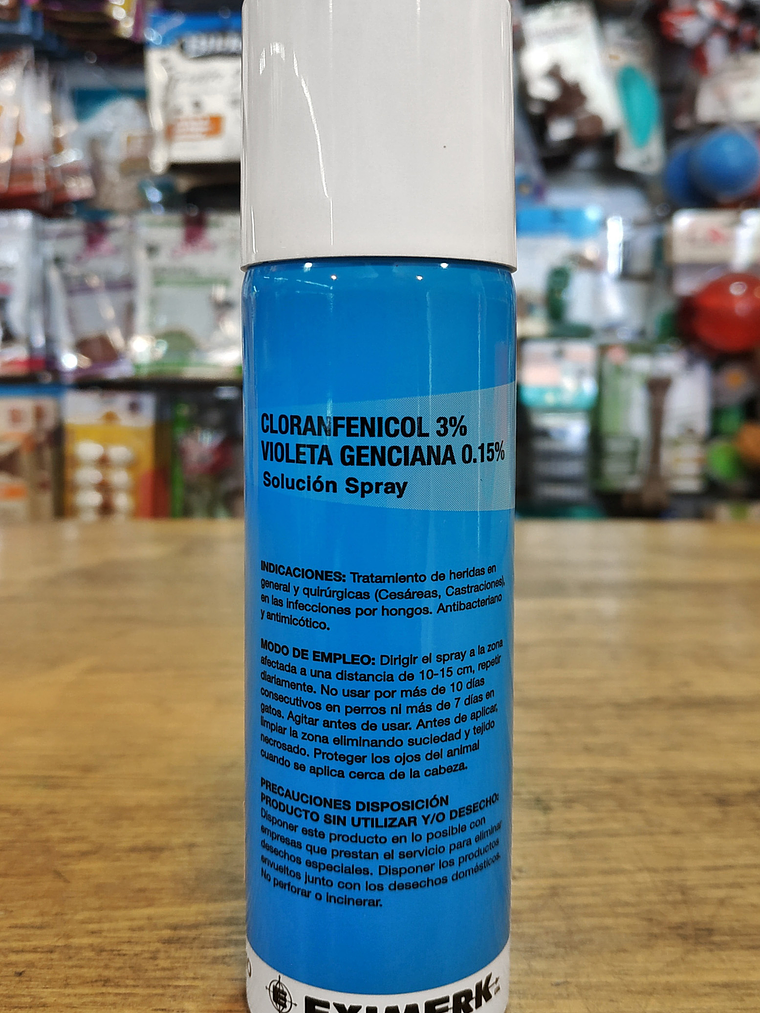 CLORANFENICOL 3%
VIOLETA GENCIANA 0.15%
Solución Spray
INDICACIONES: Tratamiento de heridas en
general y quirúrgicas (Cesáreas, Castraciones),
en las infecciones por hongos. Antibacteriano
y antimicótico.
MODO DE EMPLEO: Dirigir el spray a la zona
afectada a una distancia de 10-15 cm, repetir
diariamente. No usar por más de 10 días
consecutivos en perros ni más de 7 días en
gatos. Agitar antes de usar. Antes de aplicar,
limpiar la zona eliminando suciedad y tejido
necrosado. Proteger los ojos del animal
cuando se aplica cerca de la cabeza.
PRECAUCIONES DISPOSICIÓN
PRODUCTO SIN UTILIZAR Y/O DESECHO:
Disponer este producto en lo posible con
empresas que prestan el servicio para eliminar
desechos especiales. Disponer los productos
envueltos junto con los desechos domésticos.
No perforar o incinerar.
EXIMERK